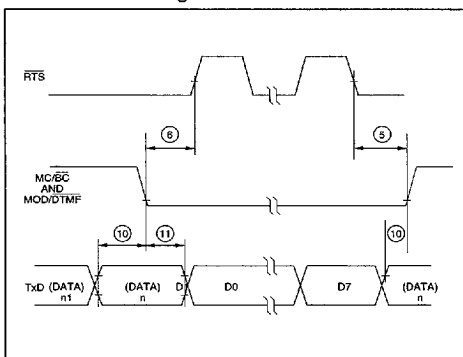 RTS
6
5
MC/BC
AND
MOD/DTMF
10
11
10
TxD (DATA) n1
(DATA) n
D
D0
D7
(DATA) n